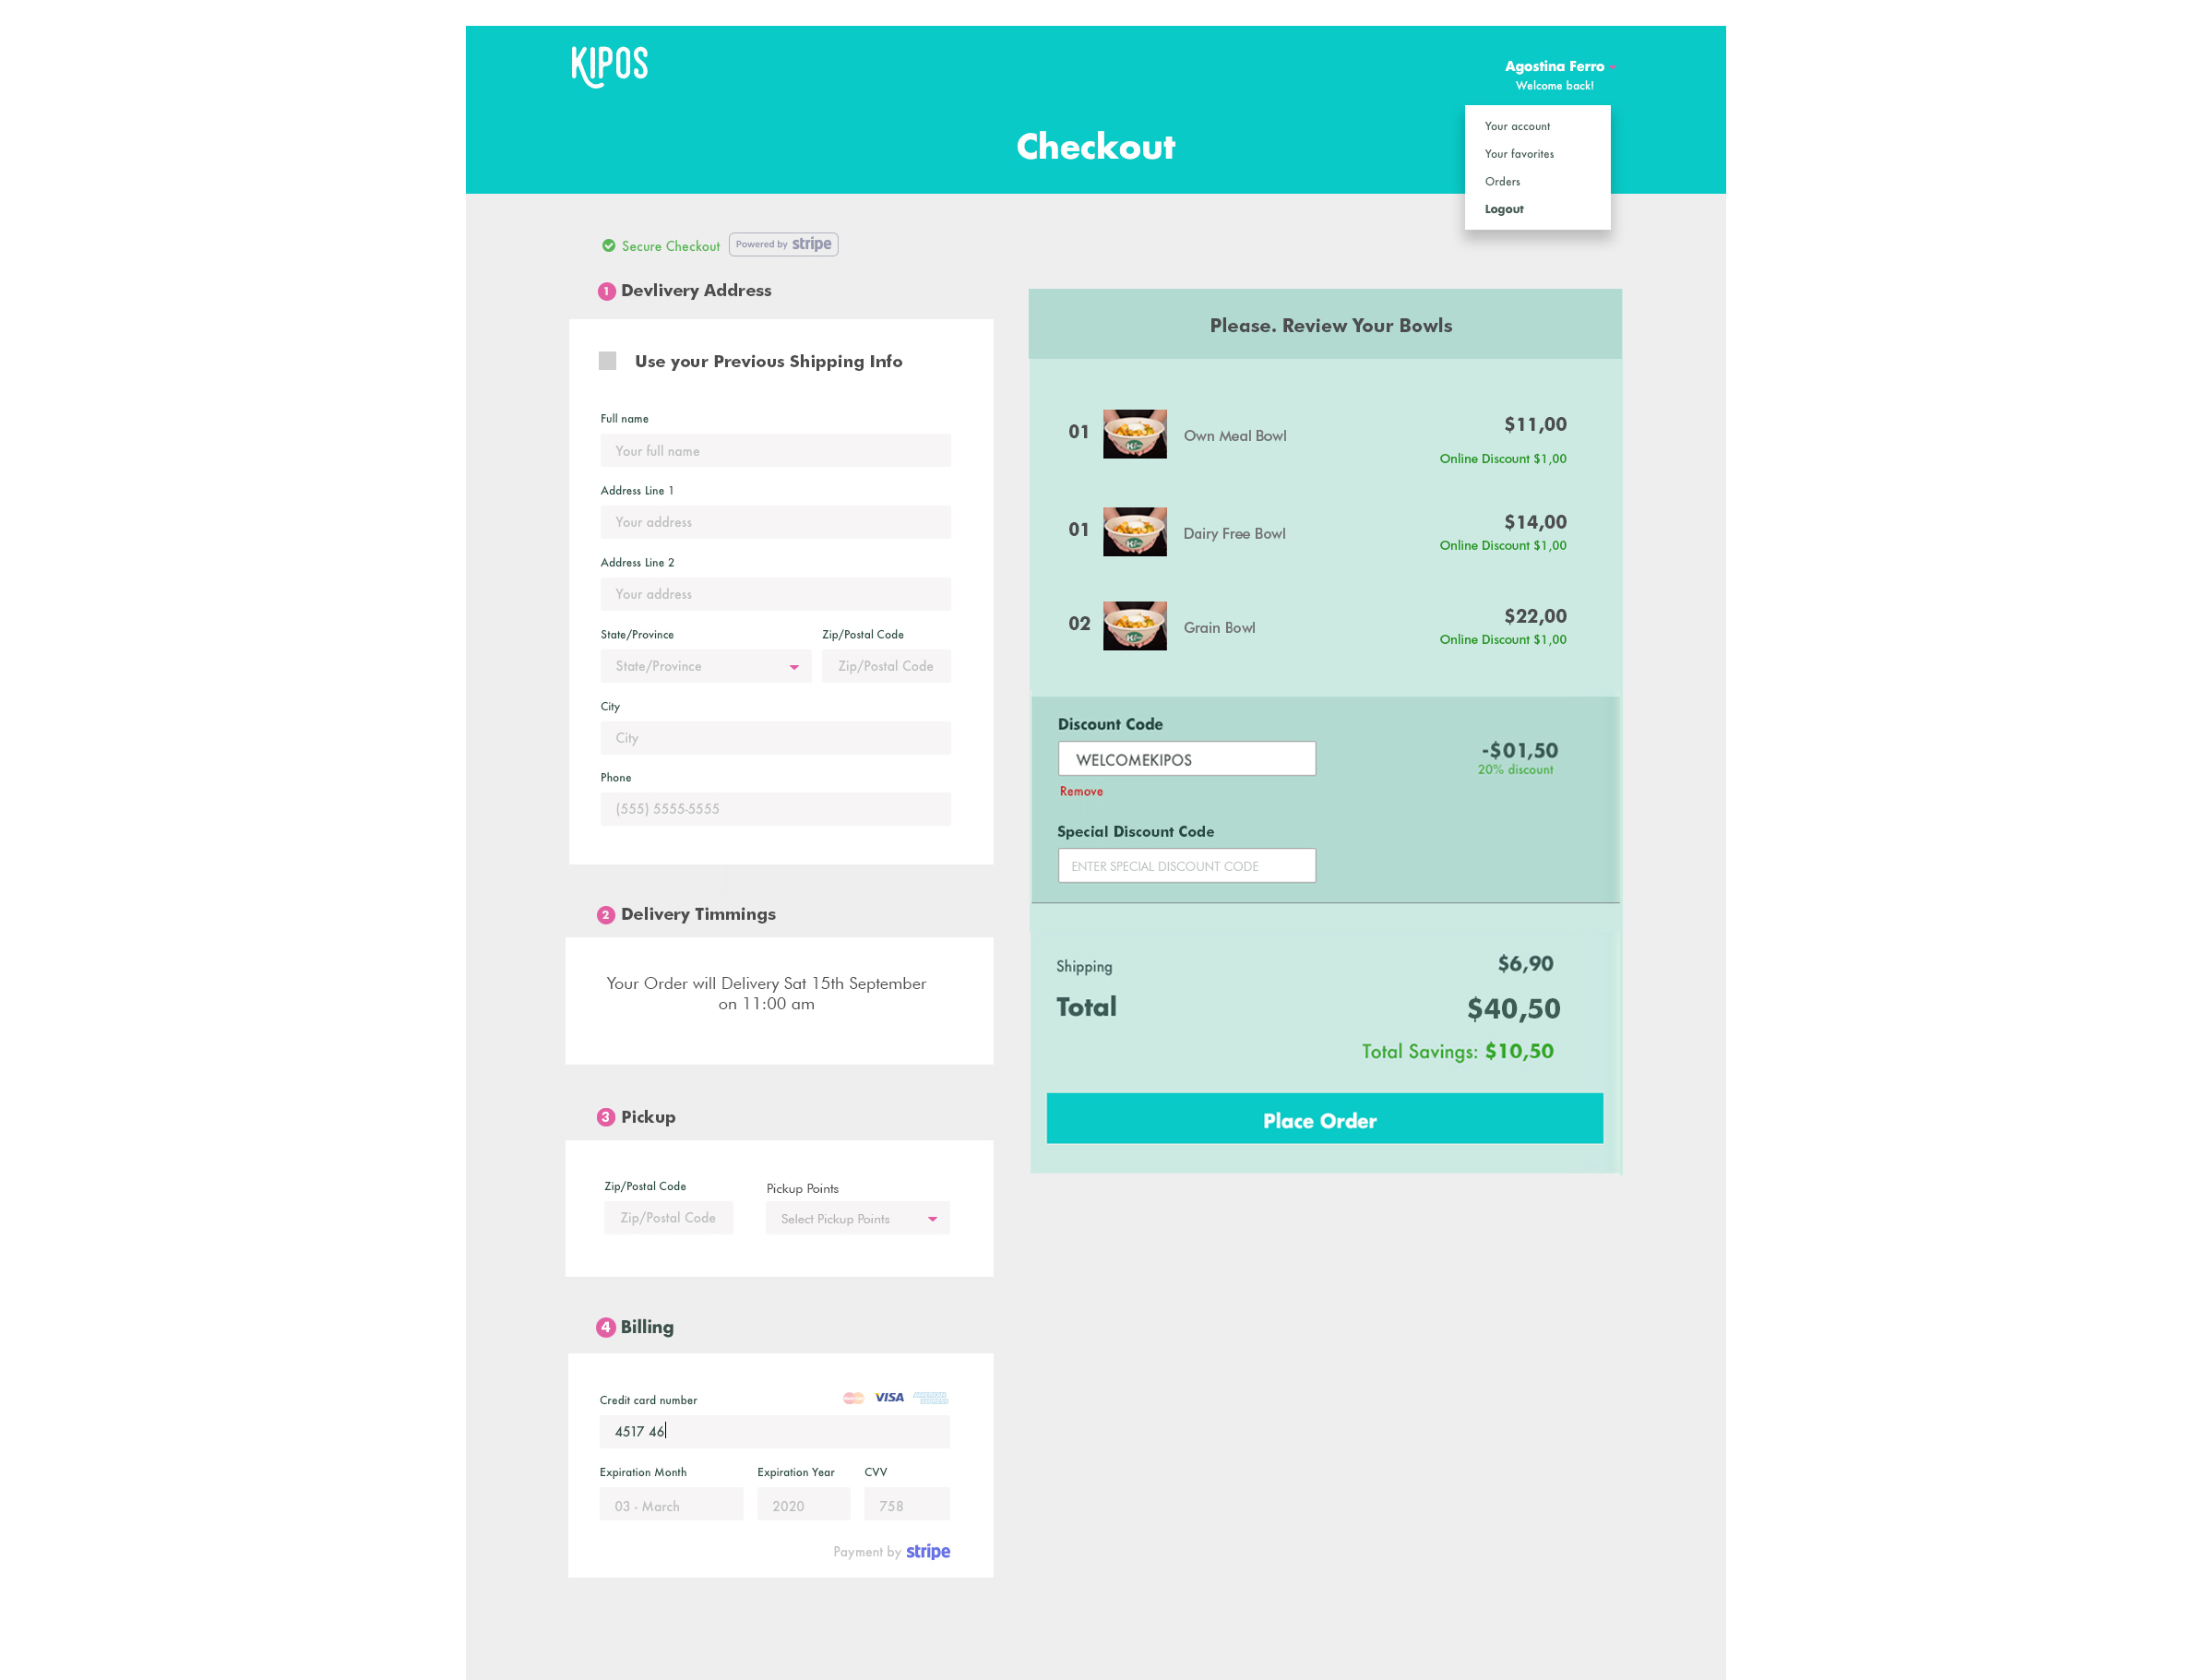 KIPOS
Agostina Ferro
Welcome back!
Checkout
Your account
Your favorites
Orders
Logout
Secure Checkout
Powered by stripe
1 Devlivery Address
Use your Previous Shipping Info
Full name
Your full name
Address Line 1
Your address
Address Line 2
Your address
State/Province Zip/Postal Code
State/Province Zip/Postal Code
City
City
Phone
(555) 5555-5555
2 Delivery Timmings
Your Order will Delivery Sat 15th September
on 11:00 am
3 Pickup
Zip/Postal Code Pickup Points
Zip/Postal Code Select Pickup Points
4 Billing
Credit card number
VISA
AMERICAN
EXPRESS
4517 46
Expiration Month Expiration Year CVV
03 - March 2020 758
Payment by stripe
Please. Review Your Bowls
01 Own Meal Bowl $11,00
Online Discount $1,00
01 Dairy Free Bowl $14,00
Online Discount $1,00
02 Grain Bowl $22,00
Online Discount $1,00
Discount Code
WELCOMEKIPOS -$01,50
20% discount
Remove
Special Discount Code
ENTER SPECIAL DISCOUNT CODE
Shipping $6,90
Total $40,50
Total Savings: $10,50
Place Order